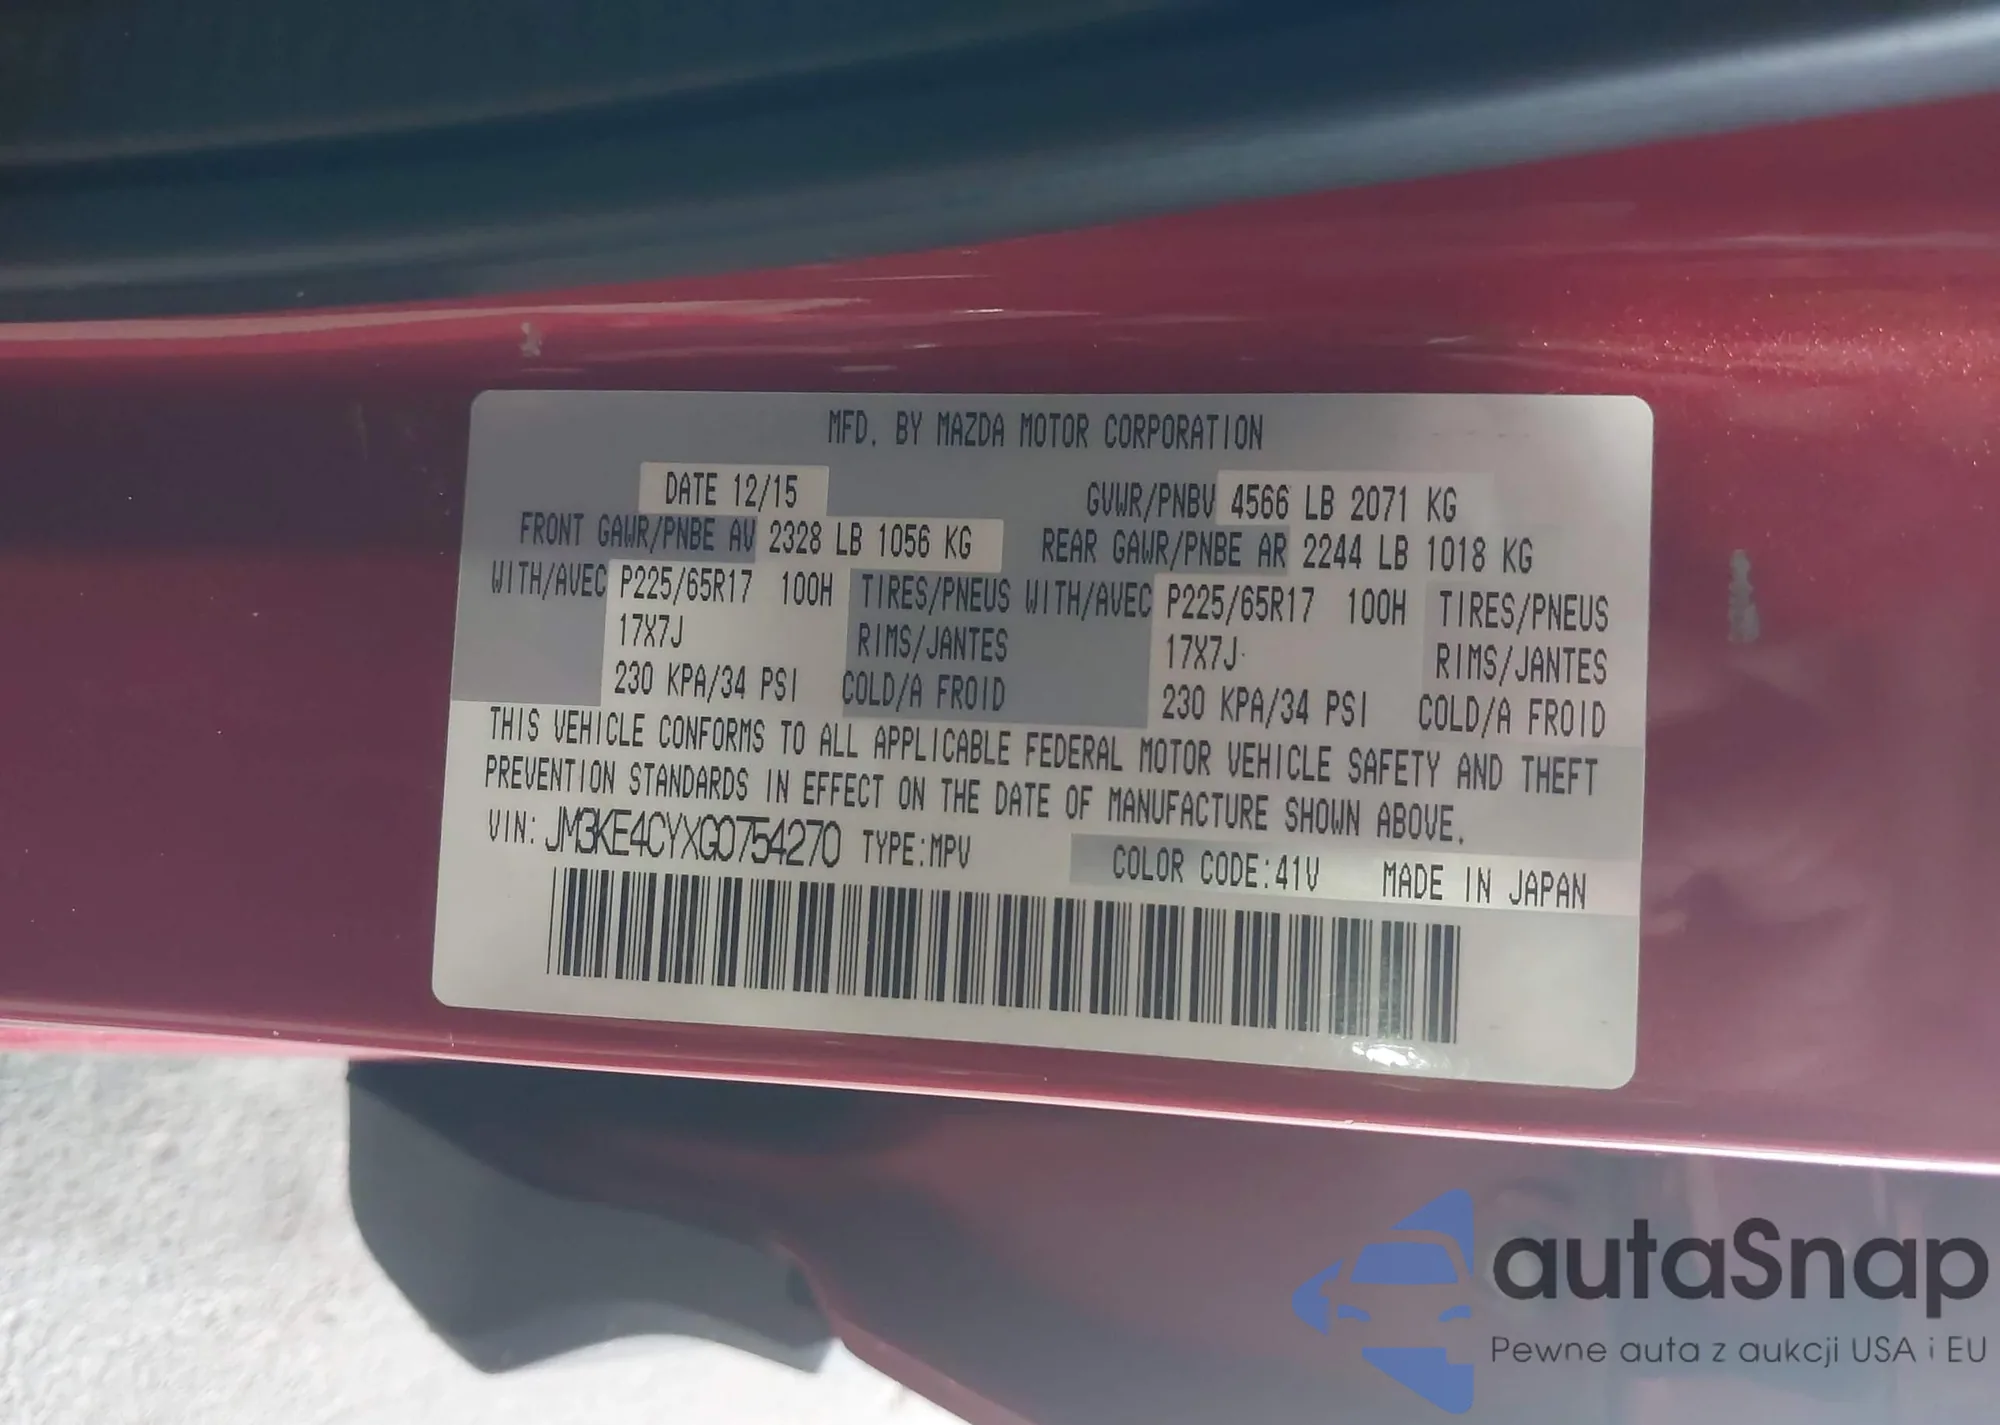 MFD. BY MAZDA MOTOR CORPORATION
DATE 12/15 GVWR/PNBV 4566 LB 2071 KG
FRONT GAWR/PNBE AV 2328 LB 1056 KG REAR GAWR/PNBE AR 2244 LB 1018 KG
WITH/AVEC P225/65R17 100H TIRES/PNEUS WITH/AVEC P225/65R17 100H TIRES/PNEUS
17X7J RIMS/JANTES 17X7J RIMS/JANTES
230 KPA/34 PSI COLD/A FROID 230 KPA/34 PSI COLD/A FROID
THIS VEHICLE CONFORMS TO ALL APPLICABLE FEDERAL MOTOR VEHICLE SAFETY AND THEFT
PREVENTION STANDARDS IN EFFECT ON THE DATE OF MANUFACTURE SHOWN ABOVE.
VIN: JM3KE4CYXG0754270 TYPE:MPV COLOR CODE:41V MADE IN JAPAN
autaSnap
Pewne auta z aukcji USA i EU